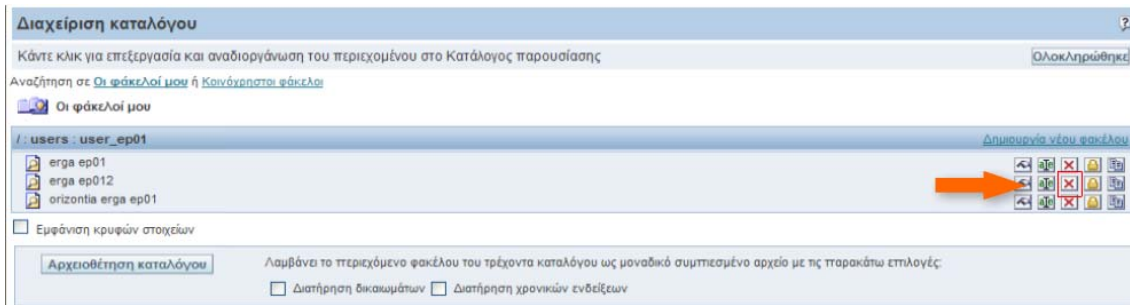 Διαχείριση καταλόγου
Κάντε κλικ για επεξεργασία και αναδιοργάνωση του περιεχομένου στο Κατάλογος παρουσίασης
Ολοκληρώθηκε
Αναζήτηση σε Οι φάκελοί μου ή Κοινόχρηστοι φάκελοι
Οι φάκελοί μου
/ : users : user_ep01 Δημιουργία νέου φακέλου
erga ep01
erga ep012
orizontia erga ep01
Εμφάνιση κρυφών στοιχείων
Αρχειοθέτηση καταλόγου Λαμβάνει το περιεχόμενο φακέλου του τρέχοντα καταλόγου ως μοναδικό συμπιεσμένο αρχείο με τις παρακάτω επιλογές:
Διατήρηση δικαιωμάτων Διατήρηση χρονικών ενδείξεων